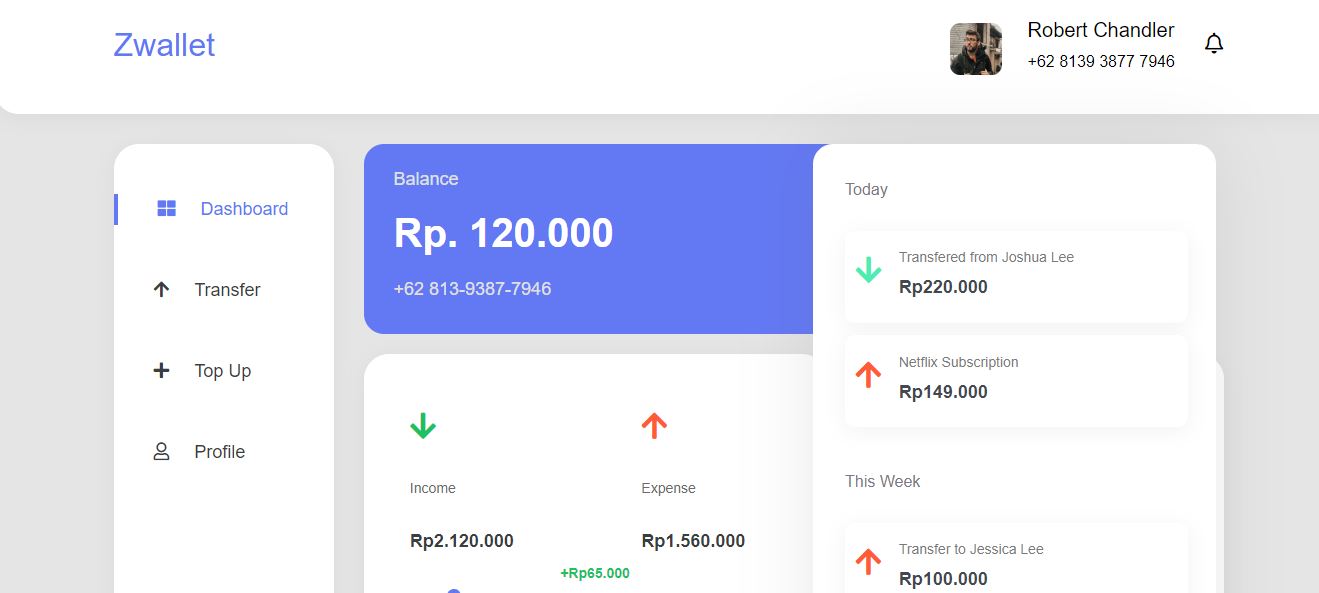 Zwallet
Robert Chandler
+62 8139 3877 7946
Dashboard
Transfer
Top Up
Profile
Balance
Rp. 120.000
+62 813-9387-7946
Income
Rp2.120.000
Expense
Rp1.560.000
+Rp65.000
Today
Transfered from Joshua Lee
Rp220.000
Netflix Subscription
Rp149.000
This Week
Transfer to Jessica Lee
Rp100.000